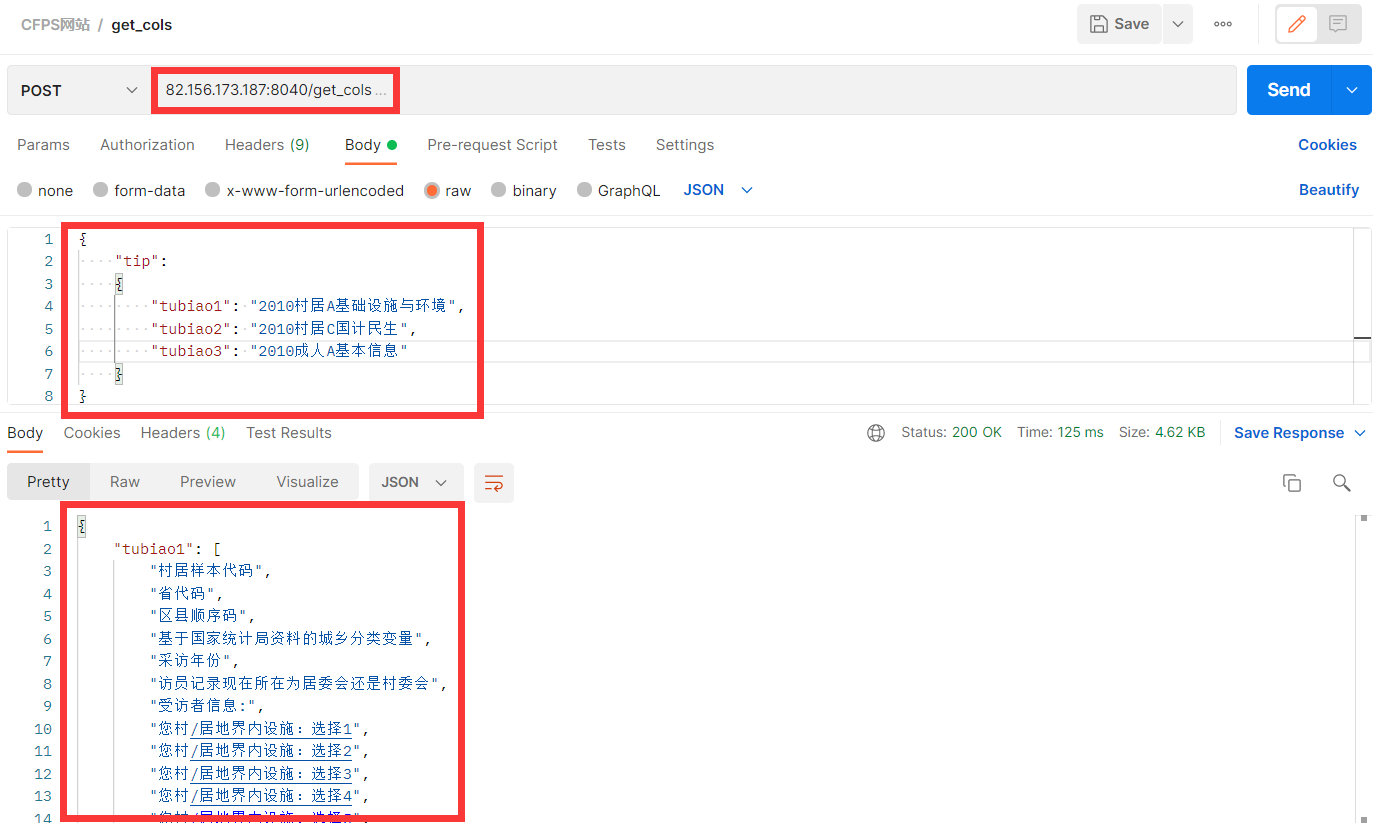 CFPS网站 / get_cols
Save
POST
82.156.173.187:8040/get_cols ...
Send
Params Authorization Headers (9) Body Pre-request Script Tests Settings Cookies
none form-data x-www-form-urlencoded raw binary GraphQL JSON Beautify
1 {
2 "tip":
3 {
4 "tubiao1": "2010村居A基础设施与环境",
5 "tubiao2": "2010村居C国计民生",
6 "tubiao3": "2010成人A基本信息"
7 }
8 }
Body Cookies Headers (4) Test Results Status: 200 OK Time: 125 ms Size: 4.62 KB Save Response
Pretty Raw Preview Visualize JSON
1 {
2 "tubiao1": [
3 "村居样本代码",
4 "省代码",
5 "区县顺序码",
6 "基于国家统计局资料的城乡分类变量",
7 "采访年份",
8 "访员记录现在所在为居委会还是村委会",
9 "受访者信息:",
10 "您村/居地界内设施：选择1",
11 "您村/居地界内设施：选择2",
12 "您村/居地界内设施：选择3",
13 "您村/居地界内设施：选择4",
14